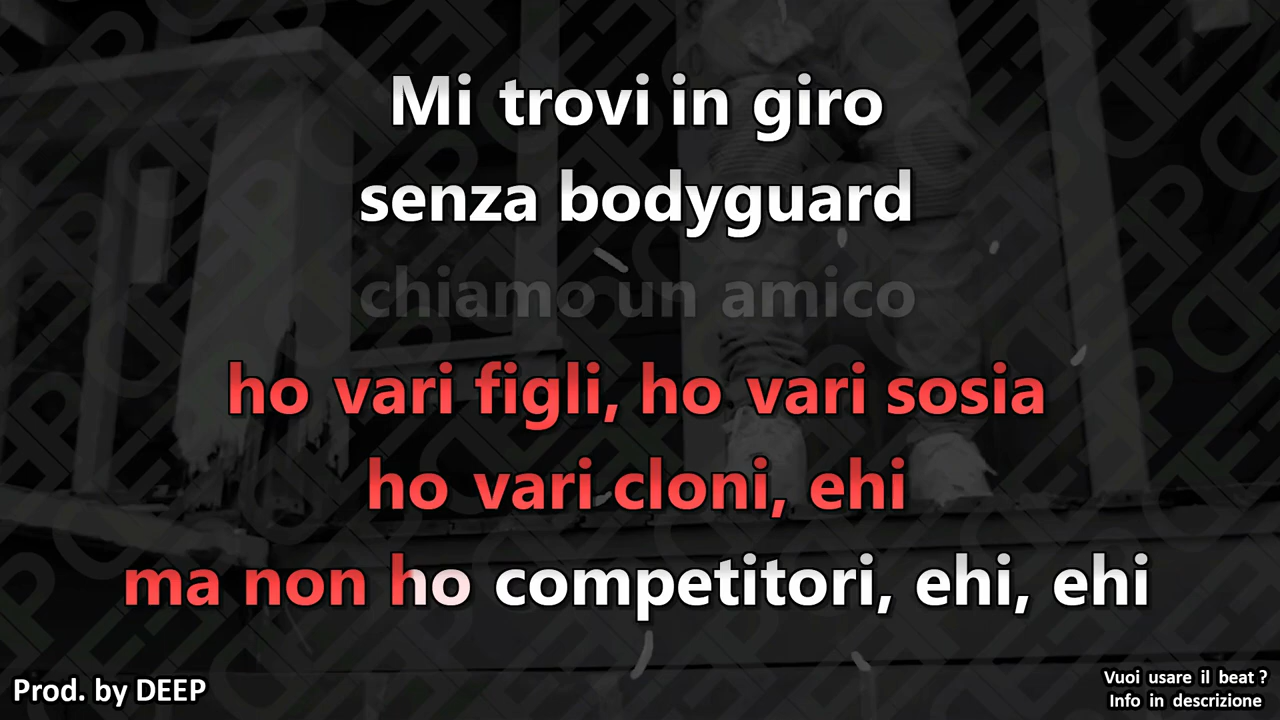 Mi trovi in giro
senza bodyguard
chiamo un amico
ho vari figli, ho vari sosia
ho vari cloni, ehi
ma non ho competitori, ehi, ehi
Prod. by DEEP
Vuoi usare il beat ?
Info in descrizione